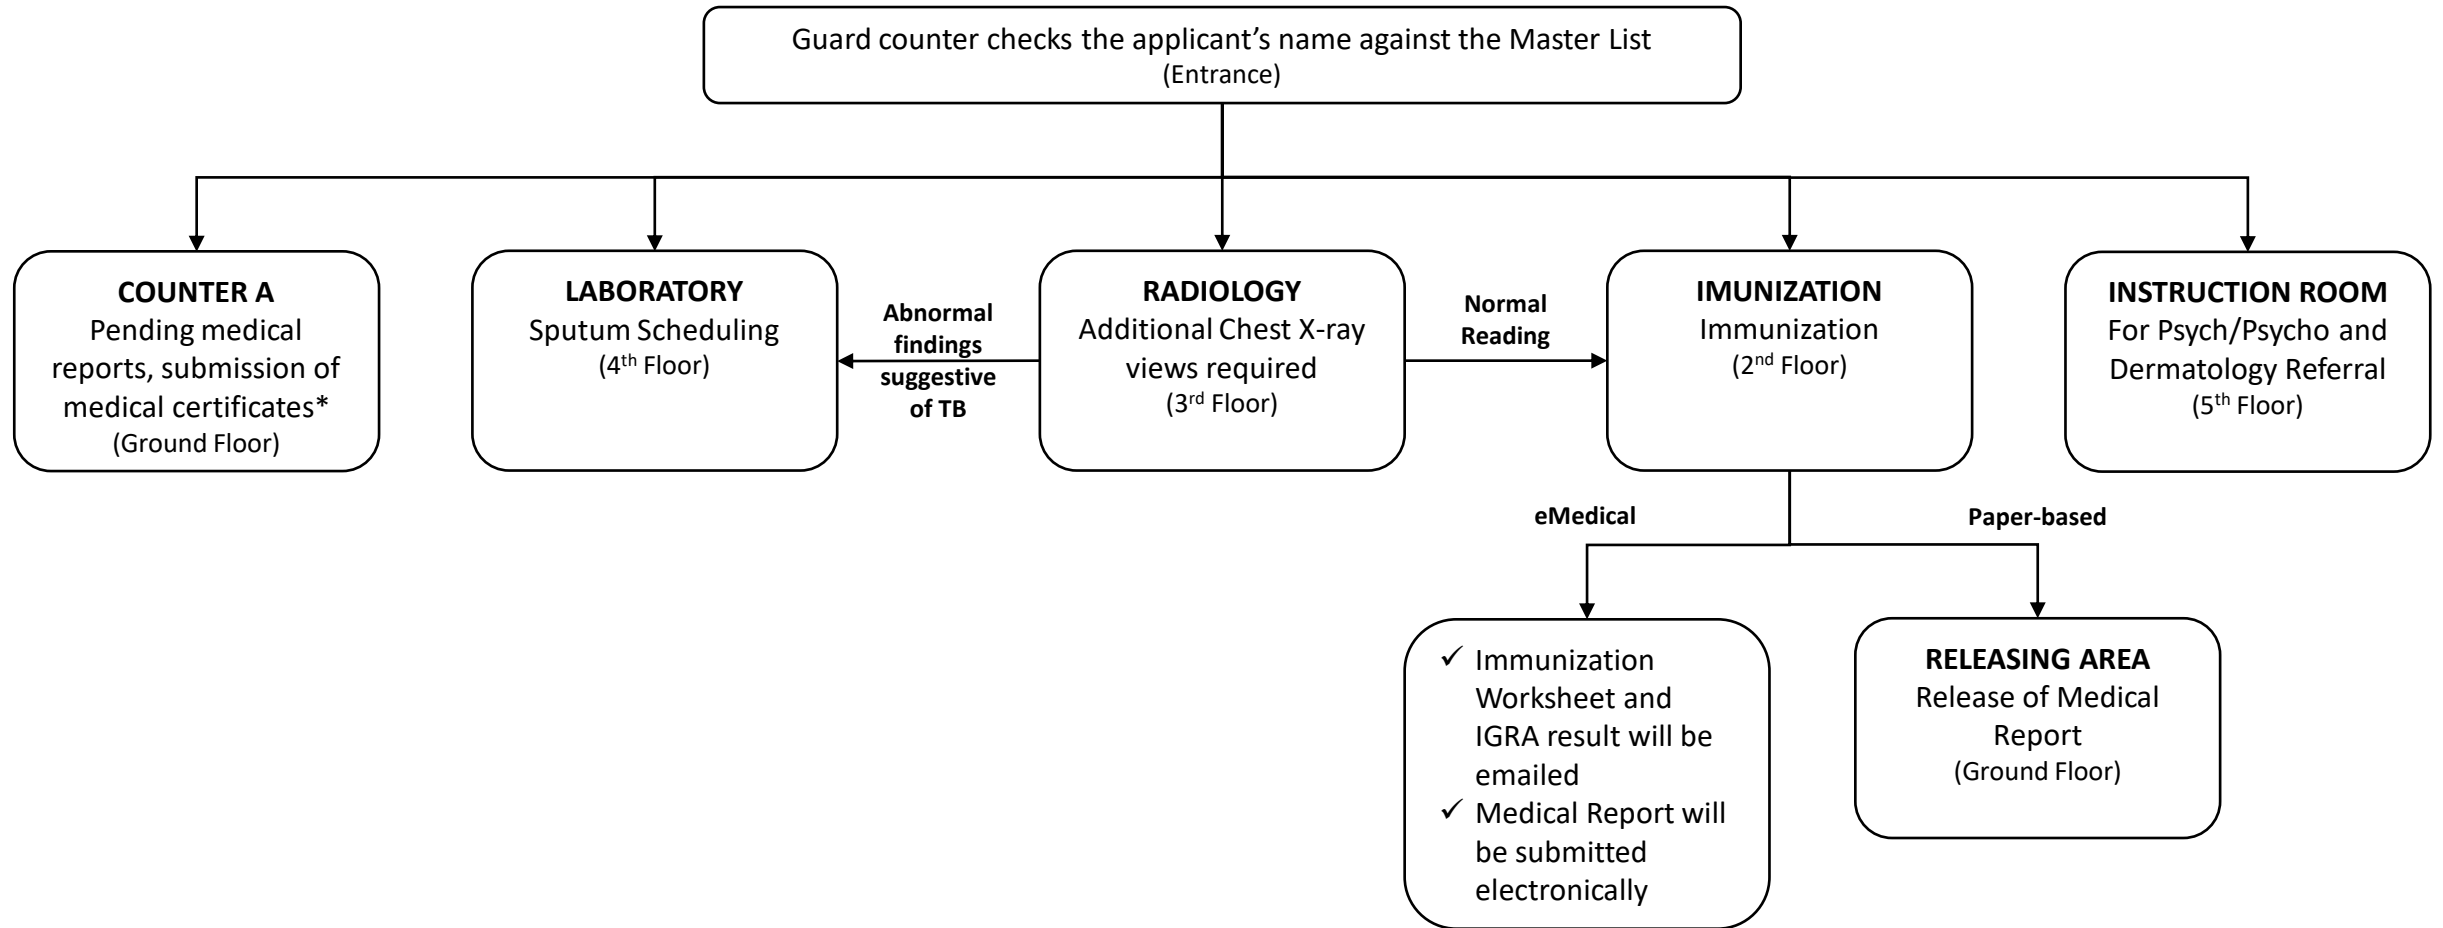 Guard counter checks the applicant’s name against the Master List
(Entrance)
COUNTER A
Pending medical
reports, submission of
medical certificates*
(Ground Floor)
LABORATORY
Sputum Scheduling
(4th Floor)
Abnormal
findings
suggestive
of TB
RADIOLOGY
Additional Chest X-ray
views required
(3rd Floor)
Normal
Reading
IMUNIZATION
Immunization
(2nd Floor)
INSTRUCTION ROOM
For Psych/Psycho and
Dermatology Referral
(5th Floor)
eMedical
Paper-based
✓ Immunization
Worksheet and
IGRA result will be
emailed
✓ Medical Report will
be submitted
electronically
RELEASING AREA
Release of Medical
Report
(Ground Floor)